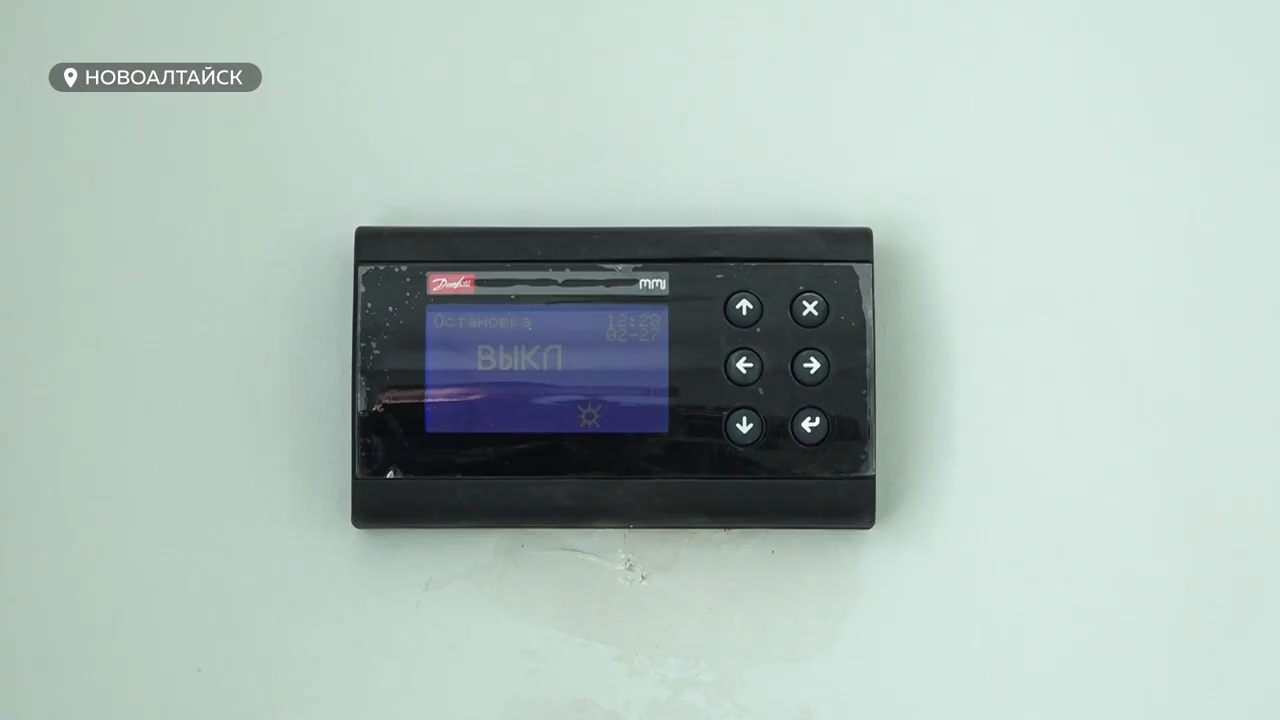 НОВОАЛТАЙСК
Danfoss
mmi
Остановка 12:28
02-27
ВЫКЛ